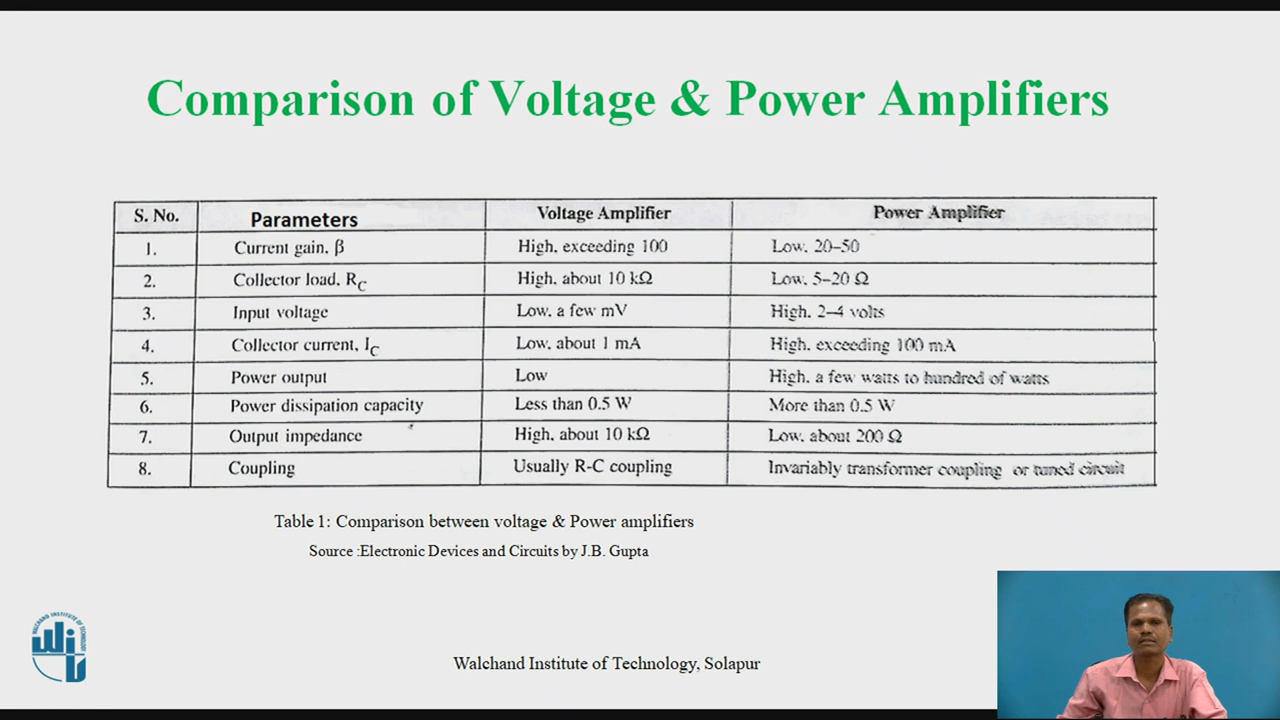 Comparison of Voltage & Power Amplifiers
S. No. Parameters Voltage Amplifier Power Amplifier
1. Current gain, β High, exceeding 100 Low, 20–50
2. Collector load, RC High, about 10 kΩ Low, 5–20 Ω
3. Input voltage Low, a few mV High, 2–4 volts
4. Collector current, IC Low, about 1 mA High, exceeding 100 mA
5. Power output Low High, a few watts to hundred of watts
6. Power dissipation capacity Less than 0.5 W More than 0.5 W
7. Output impedance High, about 10 kΩ Low, about 200 Ω
8. Coupling Usually R-C coupling Invariably transformer coupling or tuned circuit
Table 1: Comparison between voltage & Power amplifiers
Source :Electronic Devices and Circuits by J.B. Gupta
WALCHAND INSTITUTE OF TECHNOLOGY
WIT
Walchand Institute of Technology, Solapur